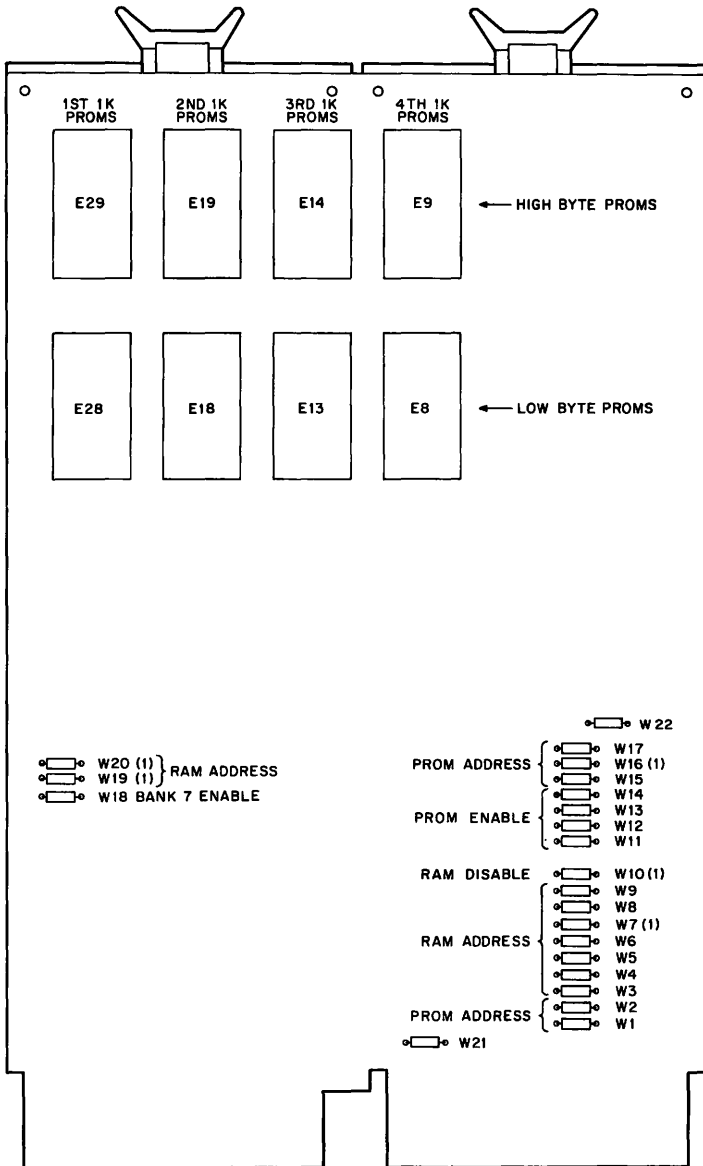 1ST 1K
PROMS
2ND 1K
PROMS
3RD 1K
PROMS
4TH 1K
PROMS
E29
E19
E14
E9
HIGH BYTE PROMS
E28
E18
E13
E8
LOW BYTE PROMS
W20 (1)
W19 (1)
RAM ADDRESS
W18 BANK 7 ENABLE
W22
PROM ADDRESS
W17
W16 (1)
W15
PROM ENABLE
W14
W13
W12
W11
RAM DISABLE
W10 (1)
RAM ADDRESS
W9
W8
W7 (1)
W6
W5
W4
W3
PROM ADDRESS
W2
W1
W21